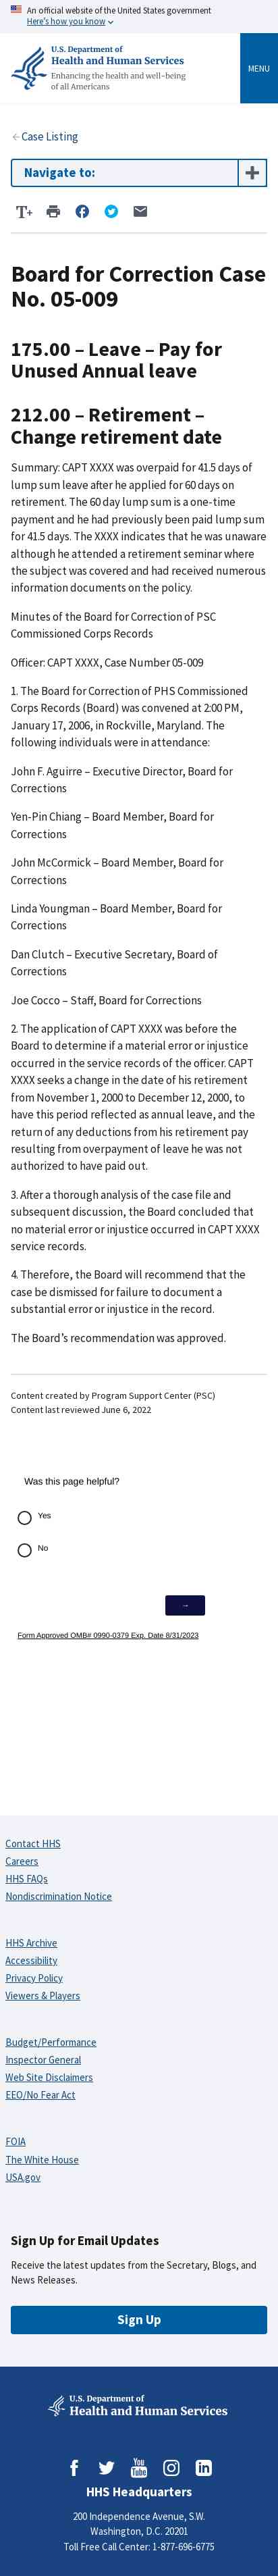 An official website of the United States government
Here's how you know
U.S. Department of
Health and Human Services
Enhancing the health and well-being
of all Americans
MENU
Case Listing
Navigate to:
T+
Board for Correction Case
No. 05-009
175.00 – Leave – Pay for
Unused Annual leave
212.00 – Retirement –
Change retirement date
Summary: CAPT XXXX was overpaid for 41.5 days of
lump sum leave after he applied for 60 days on
retirement. The 60 day lump sum is a one-time
payment and he had previously been paid lump sum
for 41.5 days. The XXXX indicates that he was unaware
although he attended a retirement seminar where
the subject was covered and had received numerous
information documents on the policy.
Minutes of the Board for Correction of PSC
Commissioned Corps Records
Officer: CAPT XXXX, Case Number 05-009
1. The Board for Correction of PHS Commissioned
Corps Records (Board) was convened at 2:00 PM,
January 17, 2006, in Rockville, Maryland. The
following individuals were in attendance:
John F. Aguirre – Executive Director, Board for
Corrections
Yen-Pin Chiang – Board Member, Board for
Corrections
John McCormick – Board Member, Board for
Corrections
Linda Youngman – Board Member, Board for
Corrections
Dan Clutch – Executive Secretary, Board of
Corrections
Joe Cocco – Staff, Board for Corrections
2. The application of CAPT XXXX was before the
Board to determine if a material error or injustice
occurred in the service records of the officer. CAPT
XXXX seeks a change in the date of his retirement
from November 1, 2000 to December 12, 2000, to
have this period reflected as annual leave, and the
return of any deductions from his retirement pay
resulting from overpayment of leave he was not
authorized to have paid out.
3. After a thorough analysis of the case file and
subsequent discussion, the Board concluded that
no material error or injustice occurred in CAPT XXXX
service records.
4. Therefore, the Board will recommend that the
case be dismissed for failure to document a
substantial error or injustice in the record.
The Board's recommendation was approved.
Content created by Program Support Center (PSC)
Content last reviewed June 6, 2022
Was this page helpful?
Yes
No
→
Form Approved OMB# 0990-0379 Exp. Date 8/31/2023
Contact HHS
Careers
HHS FAQs
Nondiscrimination Notice
HHS Archive
Accessibility
Privacy Policy
Viewers & Players
Budget/Performance
Inspector General
Web Site Disclaimers
EEO/No Fear Act
FOIA
The White House
USA.gov
Sign Up for Email Updates
Receive the latest updates from the Secretary, Blogs, and
News Releases.
Sign Up
U.S. Department of
Health and Human Services
You
Tube
HHS Headquarters
200 Independence Avenue, S.W.
Washington, D.C. 20201
Toll Free Call Center: 1-877-696-6775